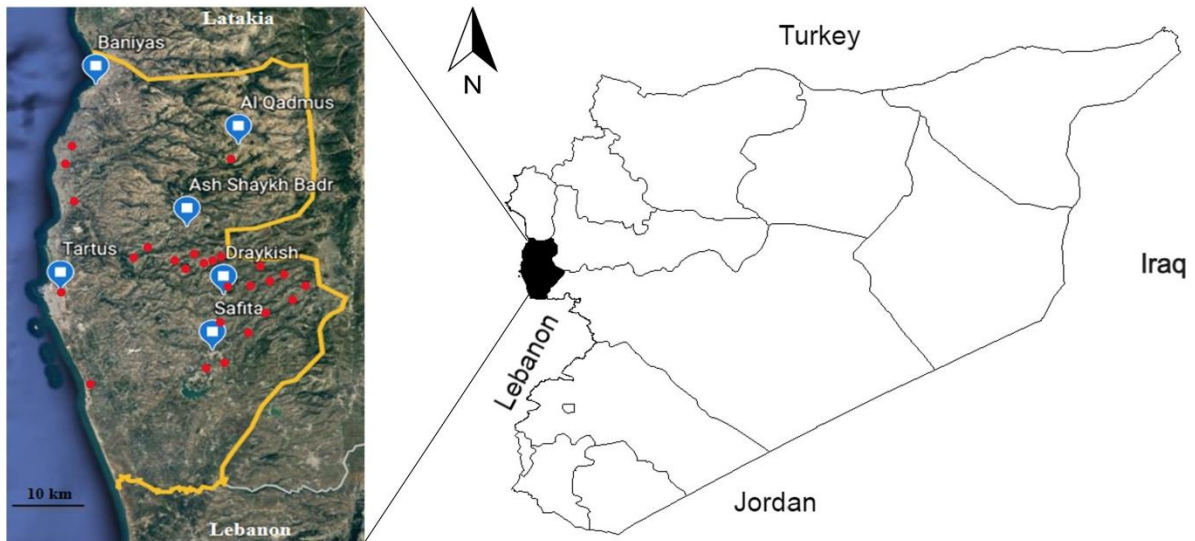 Latakia
Baniyas
Al Qadmus
Ash Shaykh Badr
Tartus
Draykish
Safita
10 km
Lebanon
N
Turkey
Iraq
Lebanon
Jordan